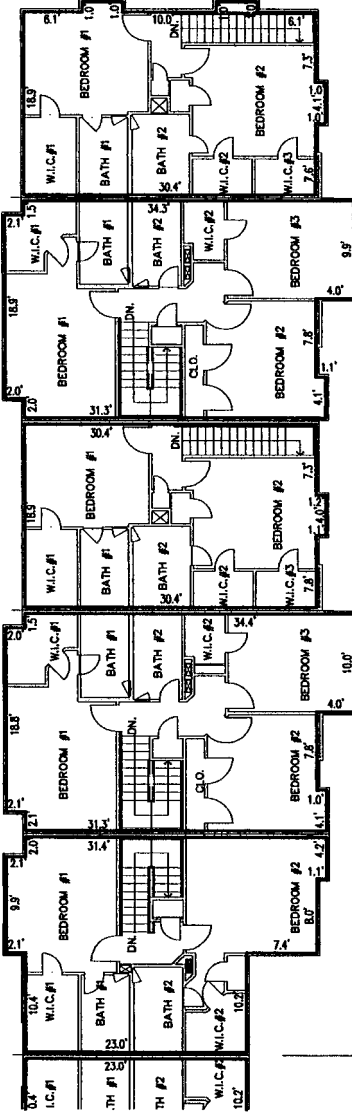 6.1'
1.0'
1.0'
10.0'
DN.
6.1'
BEDROOM #1
BEDROOM #2
7.3'
18.9'
4.1'
W.I.C.#1
BATH #1
BATH #2
W.I.C.#2
W.I.C.#3
7.6'
30.4'
34.3'
2.1'
1.5'
W.I.C.#1
BATH #1
BATH #2
W.I.C.#2
BEDROOM #3
9.9'
4.0'
18.9'
BEDROOM #1
DN.
CLO.
BEDROOM #2
7.8'
1.1'
4.1'
2.0'
2.0'
31.3'
30.4'
DN.
BEDROOM #1
BEDROOM #2
7.3'
18.9'
4.0'
W.I.C.#1
BATH #1
BATH #2
W.I.C.#2
W.I.C.#3
7.8'
30.4'
34.4'
2.0'
1.5'
W.I.C.#1
BATH #1
BATH #2
W.I.C.#2
BEDROOM #3
10.0'
4.0'
18.8'
BEDROOM #1
DN.
CLO.
BEDROOM #2
7.8'
1.0'
4.1'
2.1'
2.1'
31.3'
31.4'
2.1'
2.0'
4.2'
1.1'
BEDROOM #1
BEDROOM #2
9.9'
8.0'
2.1'
DN.
7.4'
10.4'
W.I.C.#1
BATH #1
BATH #2
W.I.C.#2
10.2'
23.0'
23.0'
0.4'
I.C.#1
TH #1
TH #2
W.I.C.#2
10.2'